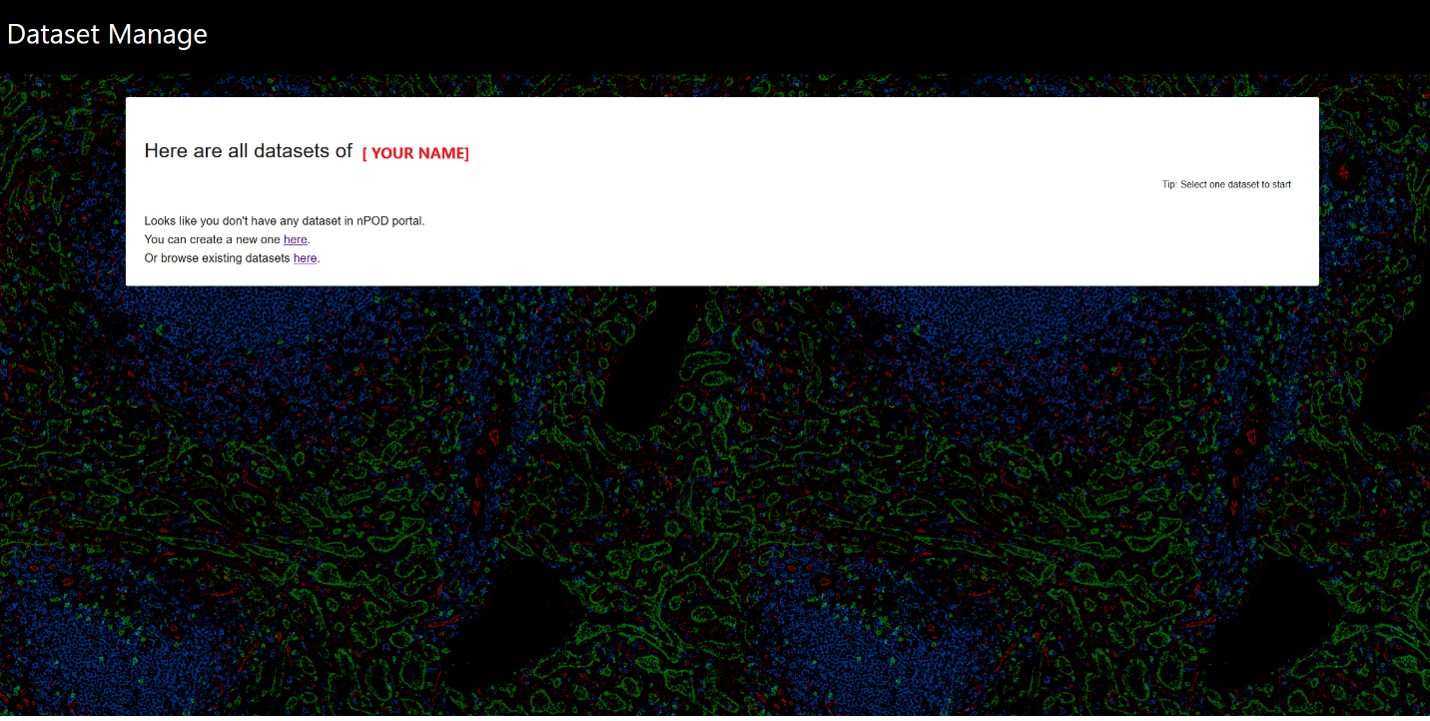 Dataset Manage
Here are all datasets of [ YOUR NAME]
Tip: Select one dataset to start
Looks like you don't have any dataset in nPOD portal.
You can create a new one here.
Or browse existing datasets here.